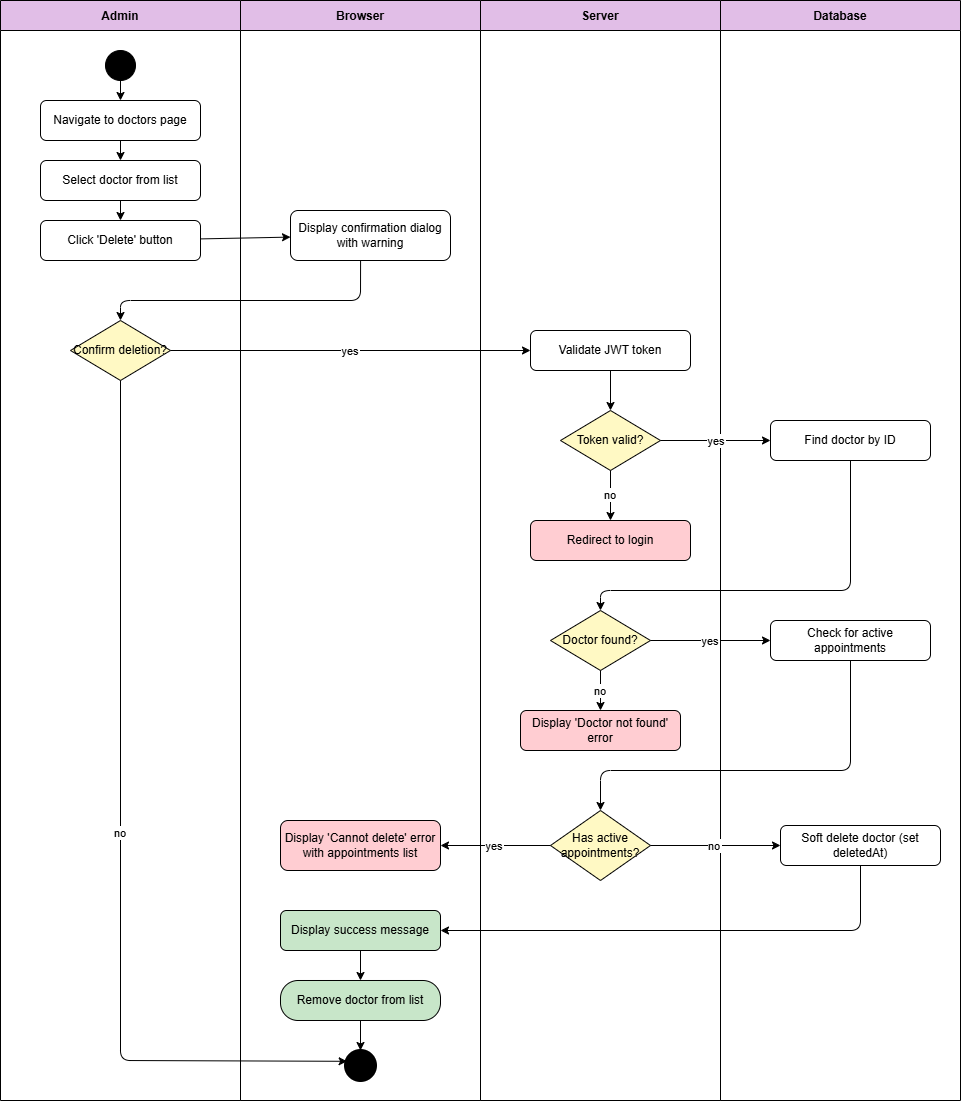 Admin
Browser
Server
Database
Navigate to doctors page
Select doctor from list
Click 'Delete' button
Display confirmation dialog
with warning
Confirm deletion?
yes
Validate JWT token
Token valid?
yes
Find doctor by ID
no
Redirect to login
Doctor found?
yes
Check for active
appointments
no
Display 'Doctor not found'
error
no
Display 'Cannot delete' error
with appointments list
yes
Has active
appointments?
no
Soft delete doctor (set
deletedAt)
Display success message
Remove doctor from list